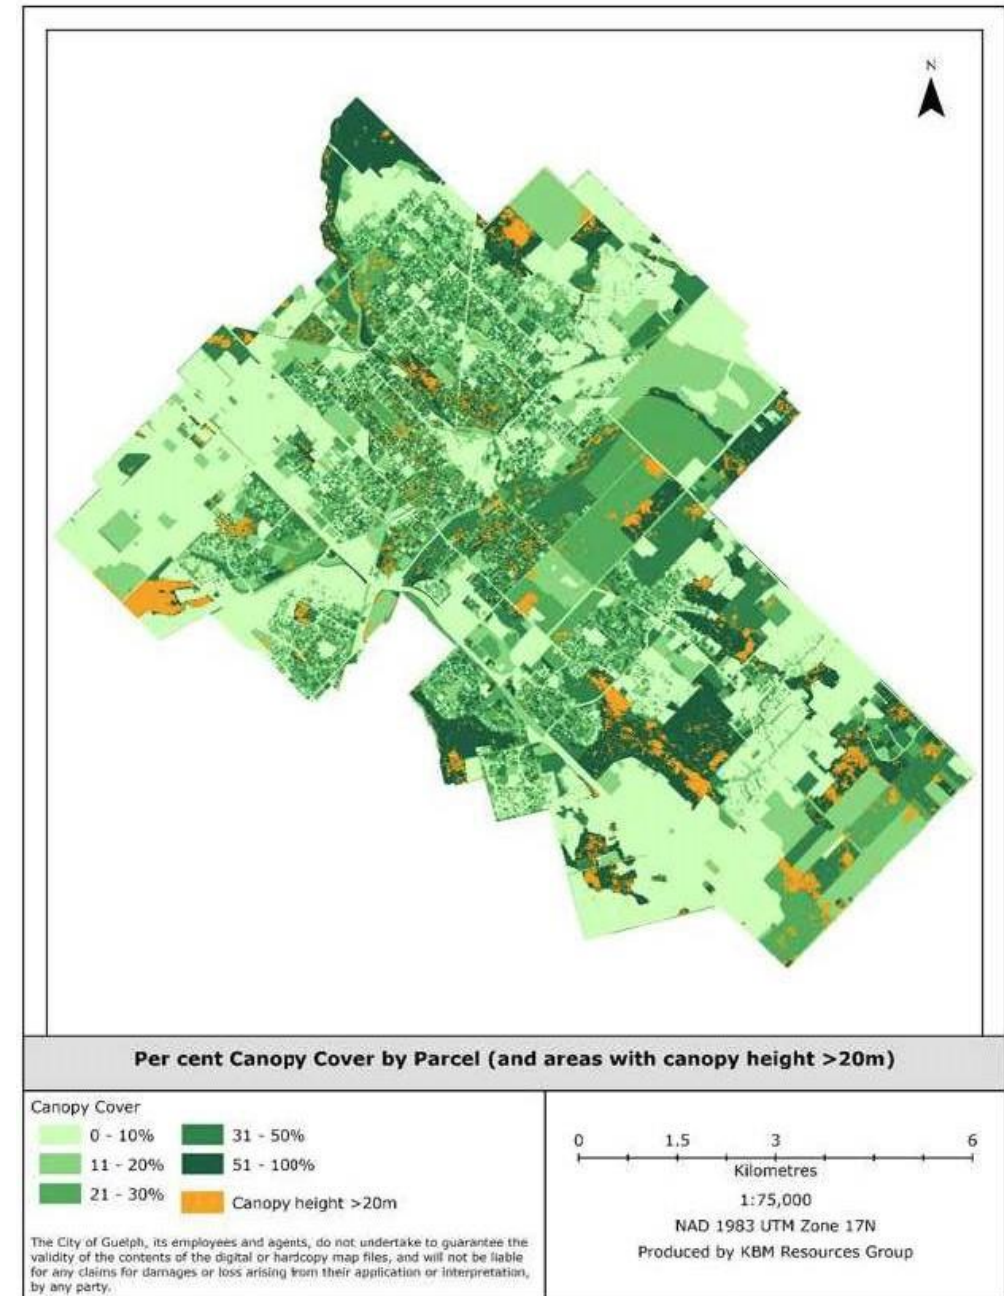 N
Per cent Canopy Cover by Parcel (and areas with canopy height >20m)
Canopy Cover
0 - 10%
11 - 20%
21 - 30%
31 - 50%
51 - 100%
Canopy height >20m
The City of Guelph, its employees and agents, do not undertake to guarantee the
validity of the contents of the digital or hardcopy map files, and will not be liable
for any claims for damages or loss arising from their application or interpretation,
by any party.
0 1.5 3 6
Kilometres
1:75,000
NAD 1983 UTM Zone 17N
Produced by KBM Resources Group